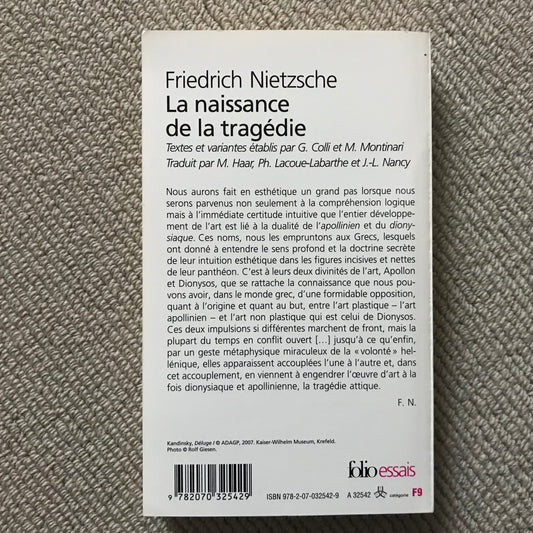 Friedrich Nietzsche
La naissance
de la tragédie
Textes et variantes établis par G. Colli et M. Montinari
Traduit par M. Haar, Ph. Lacoue-Labarthe et J.-L. Nancy
Nous aurons fait en esthétique un grand pas lorsque nous
serons parvenus non seulement à la compréhension logique
mais à l'immédiate certitude intuitive que l'entier développe-
ment de l'art est lié à la dualité de l'apollinien et du diony-
siaque. Ces noms, nous les empruntons aux Grecs, lesquels
ont donné à entendre le sens profond et la doctrine secrète
de leur intuition esthétique dans les figures incisives et nettes
de leur panthéon. C'est à leurs deux divinités de l'art, Apollon
et Dionysos, que se rattache la connaissance que nous pou-
vons avoir, dans le monde grec, d'une formidable opposition,
quant à l'origine et quant au but, entre l'art plastique – l'art
apollinien – et l'art non plastique qui est celui de Dionysos.
Ces deux impulsions si différentes marchent de front, mais la
plupart du temps en conflit ouvert [...] jusqu'à ce qu'enfin,
par un geste métaphysique miraculeux de la « volonté » hel-
lénique, elles apparaissent accouplées l'une à l'autre et, dans
cet accouplement, en viennent à engendrer l'œuvre d'art à la
fois dionysiaque et apollinienne, la tragédie attique.
F. N.
Kandinsky, Déluge I © ADAGP, 2007. Kaiser-Wilhelm Museum, Krefeld.
Photo © Rolf Giesen.
folio essais
9 782070 325429
ISBN 978-2-07-032542-9 A 32542 catégorie F9